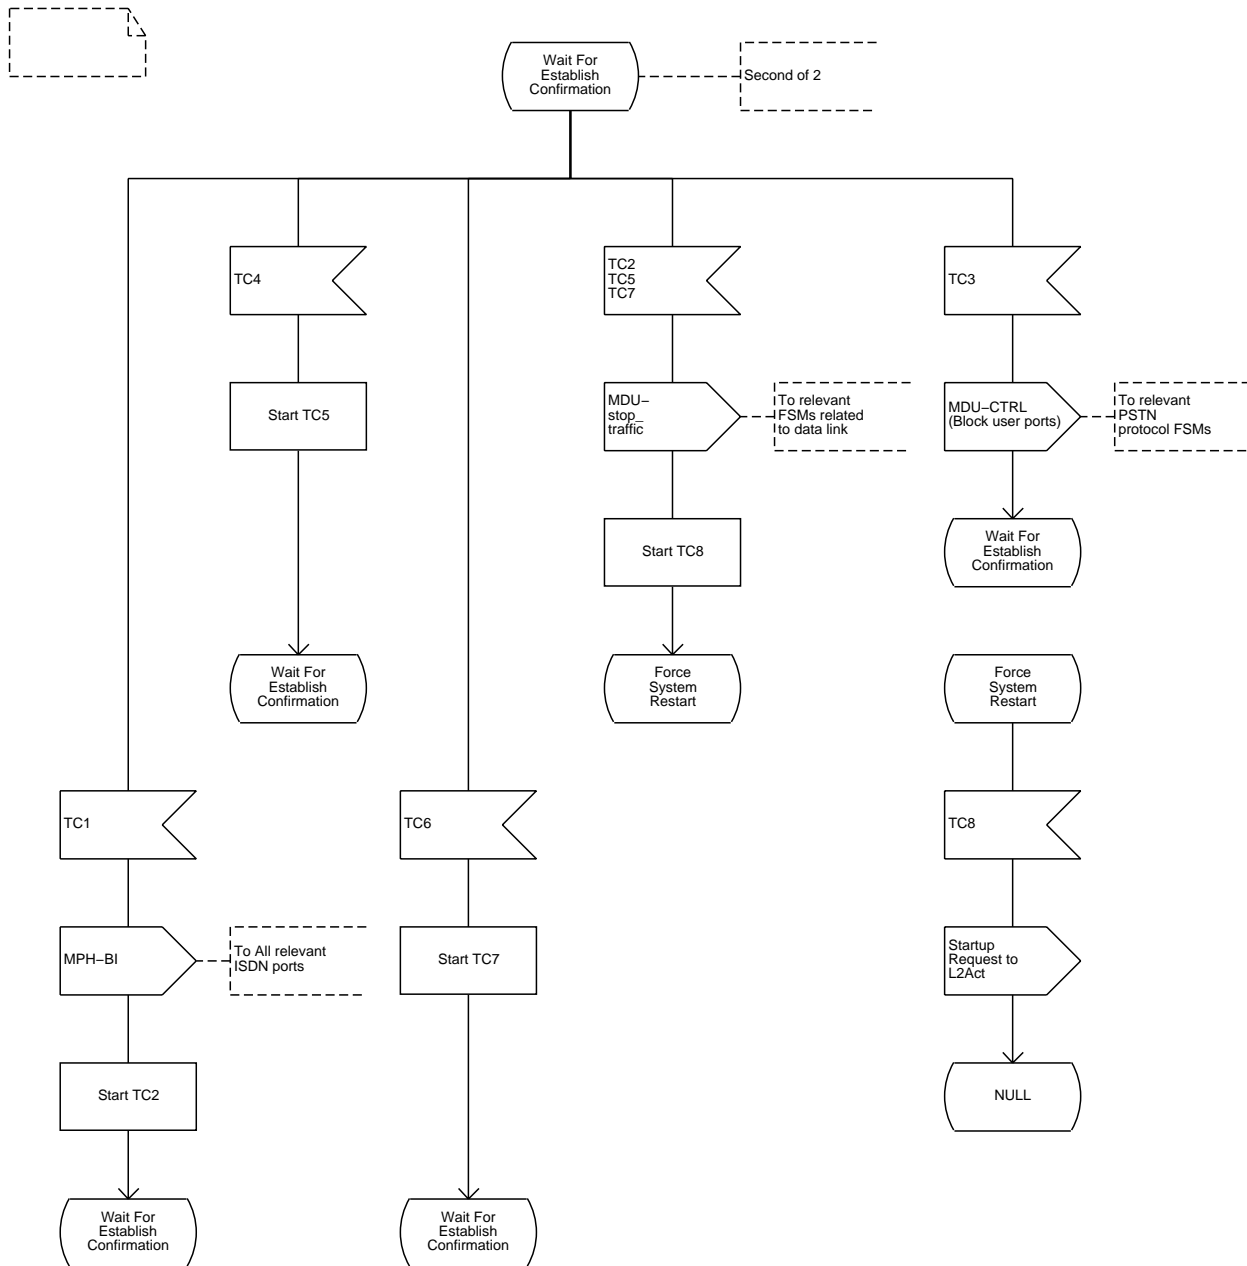 Wait For
Establish
Confirmation
Second of 2
TC4
TC2
TC5
TC7
TC3
Start TC5
MDU–
stop_
traffic
To relevant
FSMs related
to data link
MDU–CTRL
(Block user ports)
To relevant
PSTN
protocol FSMs
Start TC8
Wait For
Establish
Confirmation
Wait For
Establish
Confirmation
Force
System
Restart
Force
System
Restart
TC1
TC6
TC8
MPH–BI
To All relevant
ISDN ports
Start TC7
Startup
Request to
L2Act
Start TC2
NULL
Wait For
Establish
Confirmation
Wait For
Establish
Confirmation